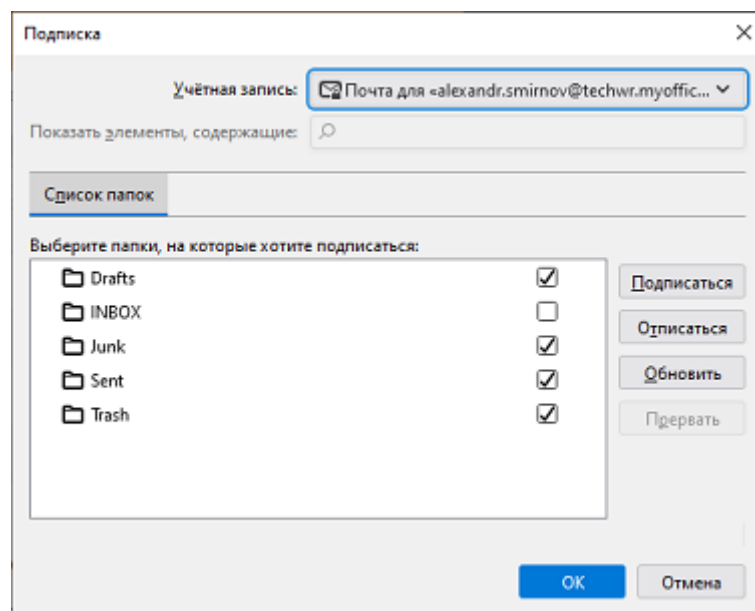 Подписка
Учётная запись: Почта для «alexandr.smirnov@techwr.myoffic...
Показать элементы, содержащие:
Список папок
Выберите папки, на которые хотите подписаться:
Drafts
INBOX
Junk
Sent
Trash
Подписаться
Отписаться
Обновить
Прервать
OK Отмена